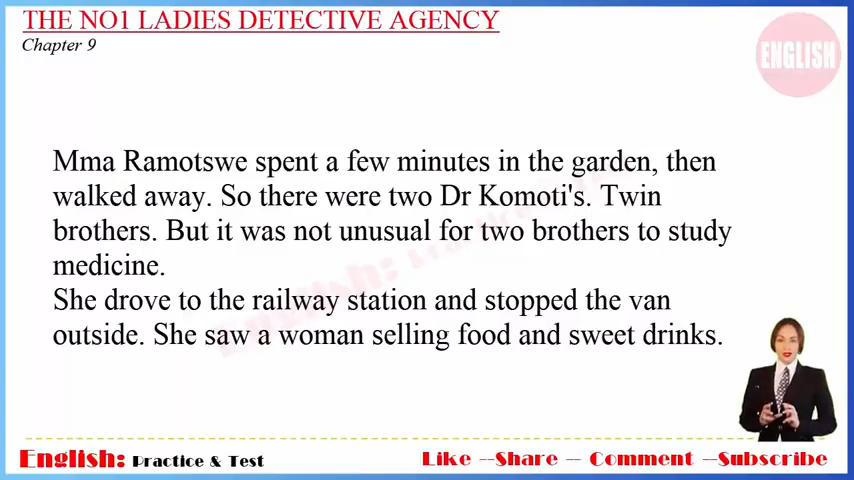 THE NO1 LADIES DETECTIVE AGENCY
Chapter 9
ENGLISH
Mma Ramotswe spent a few minutes in the garden, then
walked away. So there were two Dr Komoti's. Twin
brothers. But it was not unusual for two brothers to study
medicine.
She drove to the railway station and stopped the van
outside. She saw a woman selling food and sweet drinks.
English: Practice & Test
Like --Share -- Comment --Subscribe